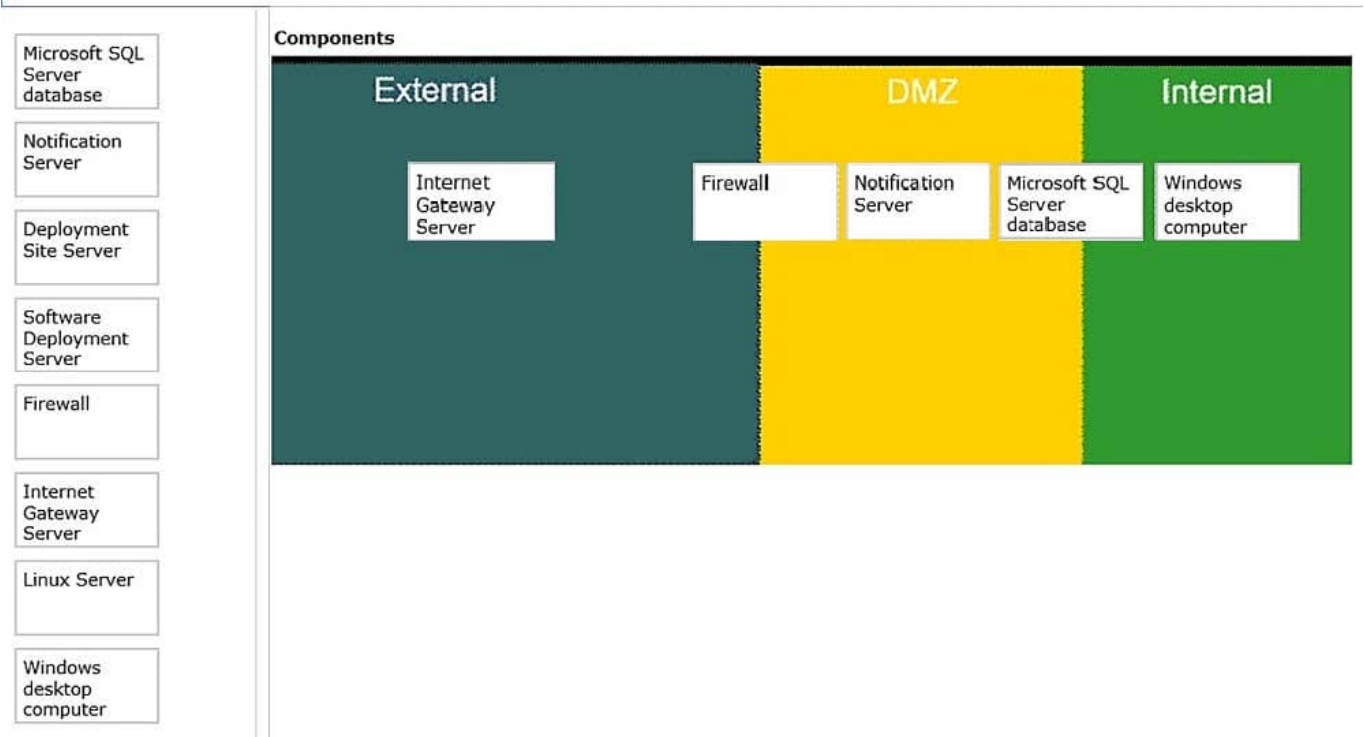 Microsoft SQL
Server
database
Notification
Server
Deployment
Site Server
Software
Deployment
Server
Firewall
Internet
Gateway
Server
Linux Server
Windows
desktop
computer
Components
External
DMZ
Internal
Internet
Gateway
Server
Firewall
Notification
Server
Microsoft SQL
Server
database
Windows
desktop
computer